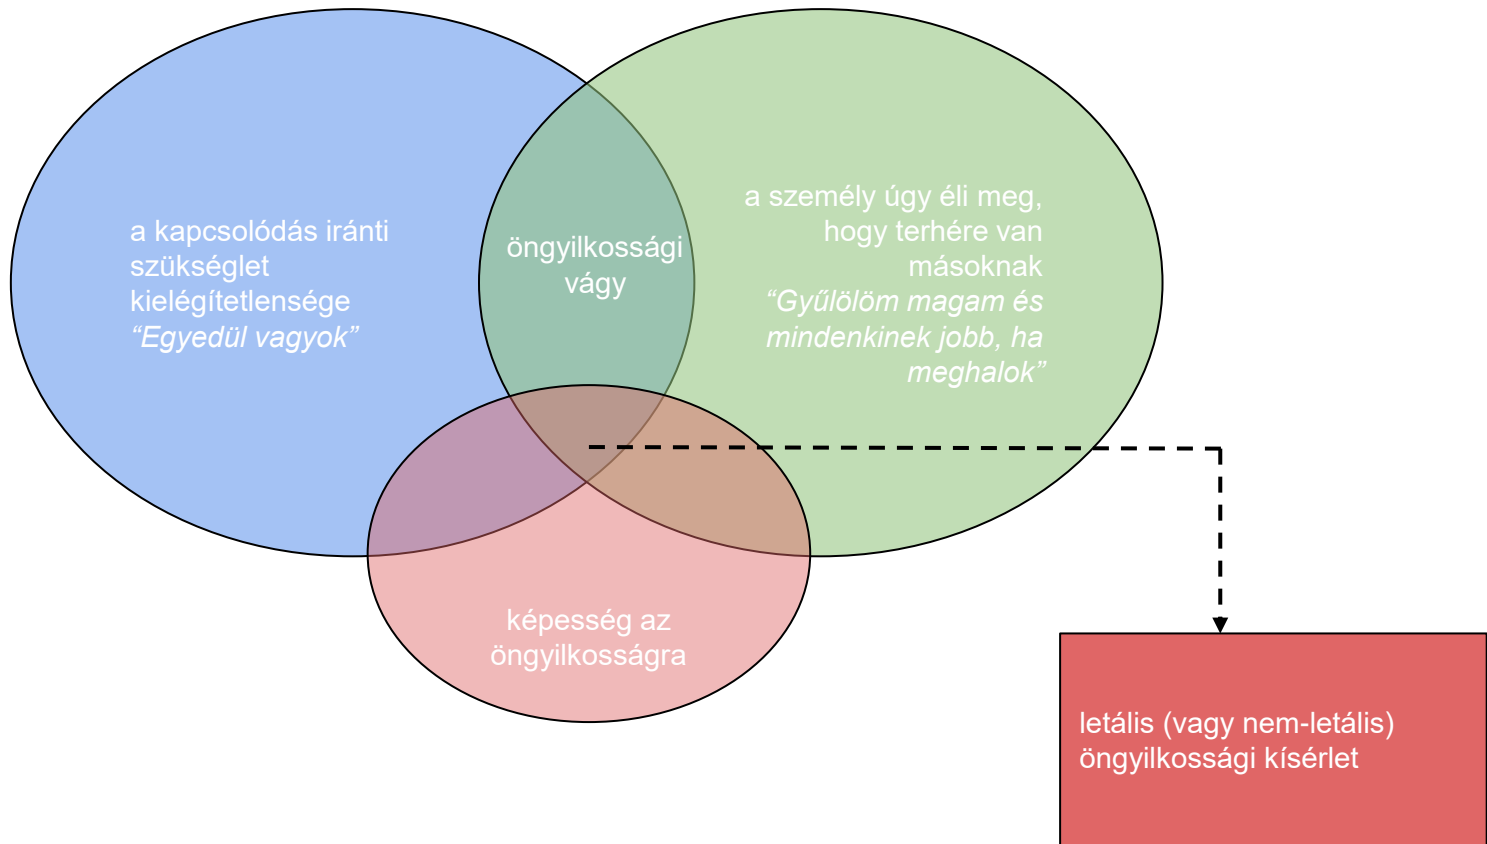 a kapcsolódás iránti
szükséglet
kielégítetlensége
“Egyedül vagyok”
öngyilkossági
vágy
a személy úgy éli meg,
hogy terhére van
másoknak
“Gyűlölöm magam és
mindenkinek jobb, ha
meghalok”
képesség az
öngyilkosságra
letális (vagy nem-letális)
öngyilkossági kísérlet